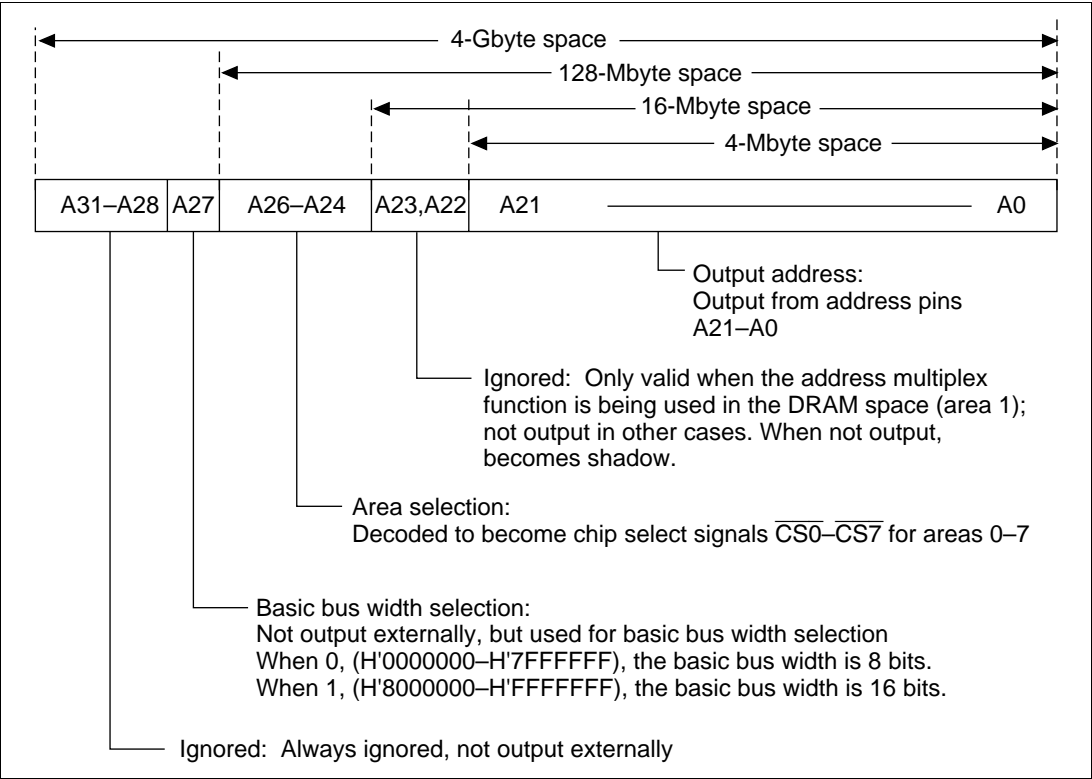 4-Gbyte space
128-Mbyte space
16-Mbyte space
4-Mbyte space
A31–A28 A27 A26–A24 A23,A22 A21 A0
Output address:
Output from address pins
A21–A0
Ignored: Only valid when the address multiplex
function is being used in the DRAM space (area 1);
not output in other cases. When not output,
becomes shadow.
Area selection:
Decoded to become chip select signals C̅S̅0̅–C̅S̅7̅ for areas 0–7
Basic bus width selection:
Not output externally, but used for basic bus width selection
When 0, (H'0000000–H'7FFFFFF), the basic bus width is 8 bits.
When 1, (H'8000000–H'FFFFFFF), the basic bus width is 16 bits.
Ignored: Always ignored, not output externally